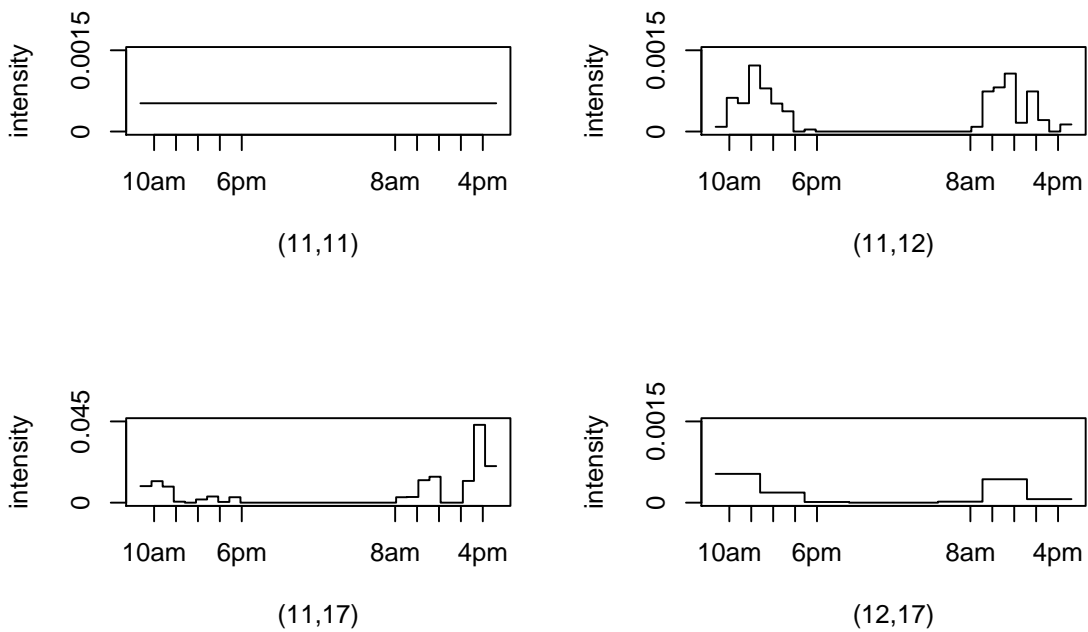 intensity
0.0015
0
10am 6pm 8am 4pm
(11,11)
intensity
0.0015
0
10am 6pm 8am 4pm
(11,12)
intensity
0.045
0
10am 6pm 8am 4pm
(11,17)
intensity
0.0015
0
10am 6pm 8am 4pm
(12,17)